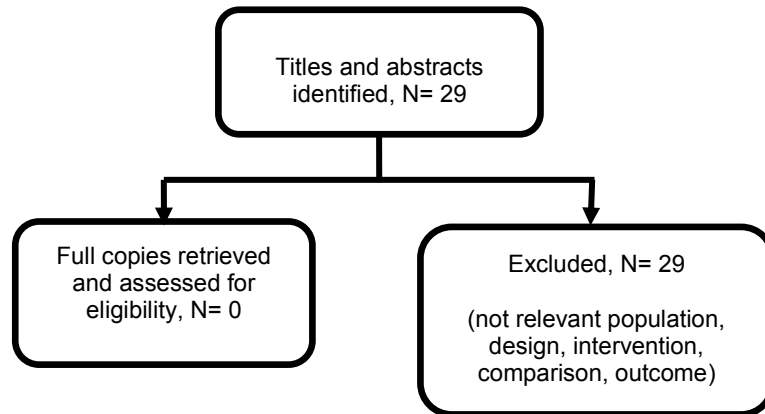 Titles and abstracts
identified, N= 29
Full copies retrieved
and assessed for
eligibility, N= 0
Excluded, N= 29
(not relevant population,
design, intervention,
comparison, outcome)